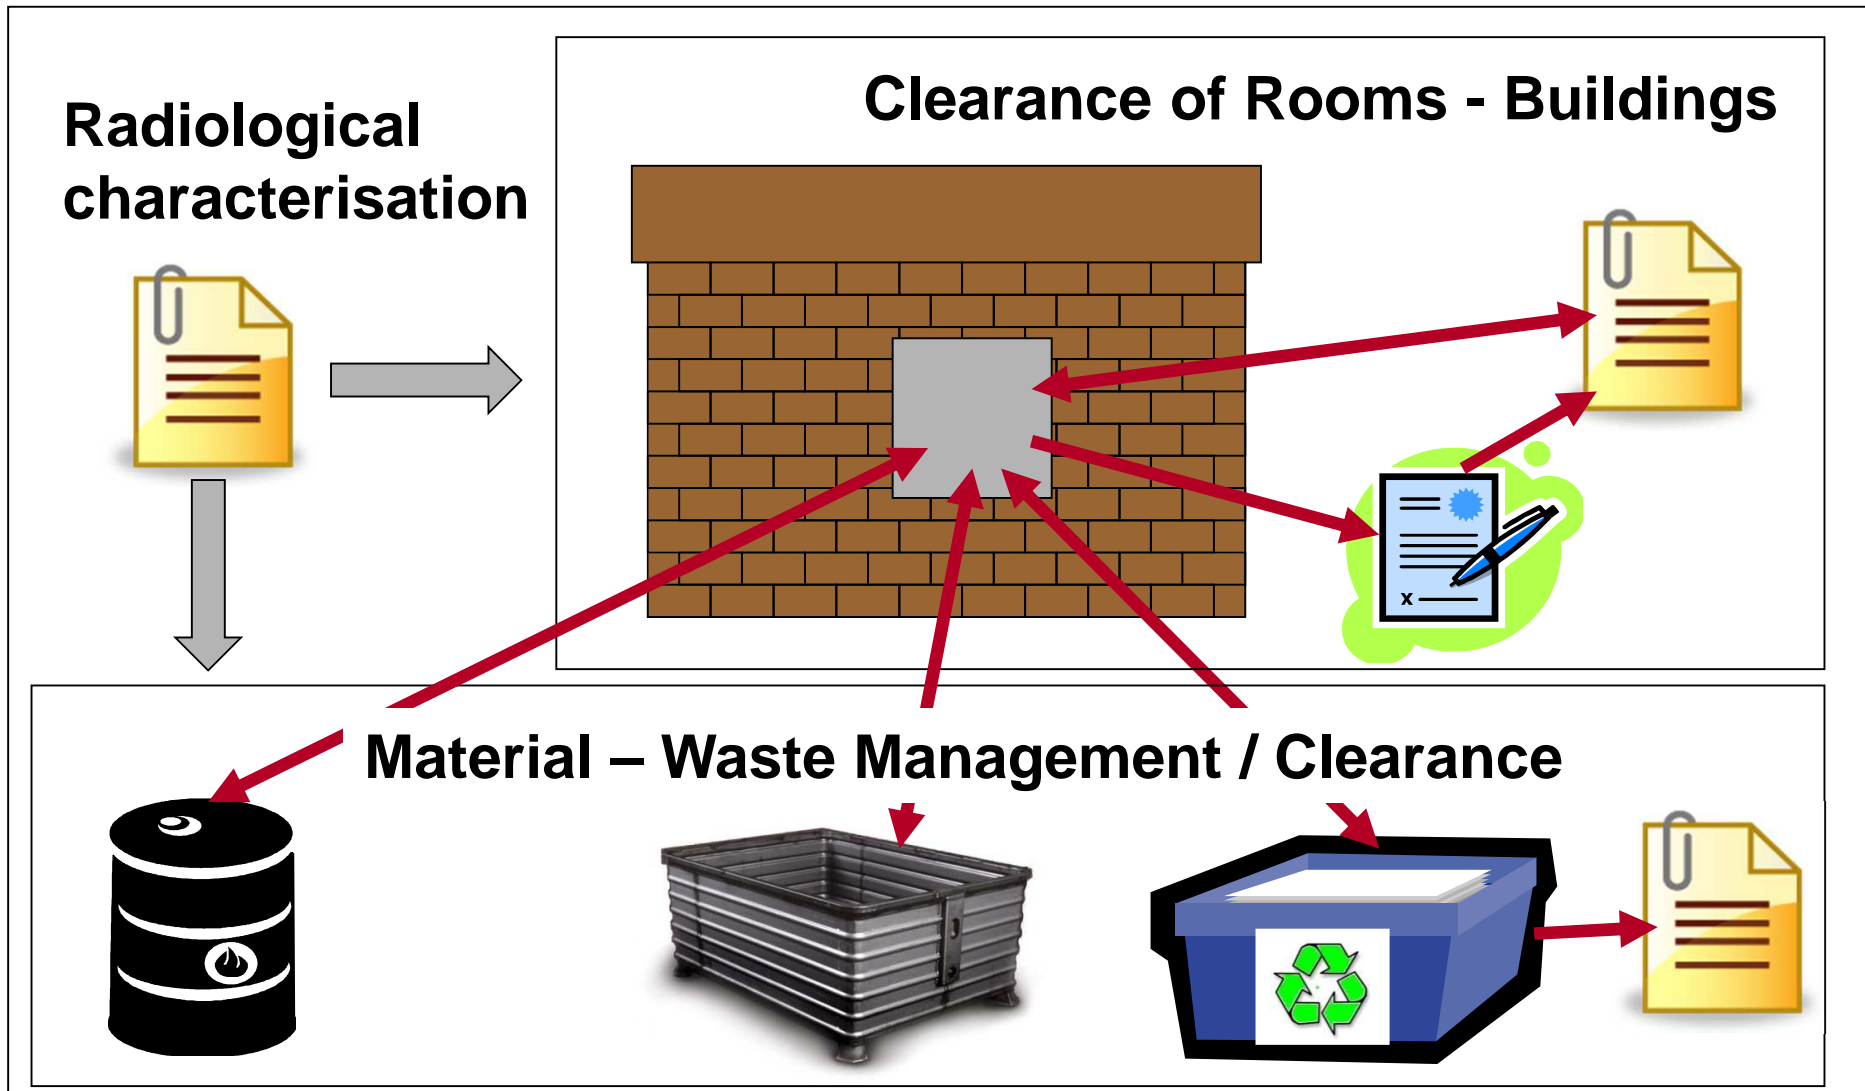 Radiological
characterisation
Clearance of Rooms - Buildings
x
Material – Waste Management / Clearance